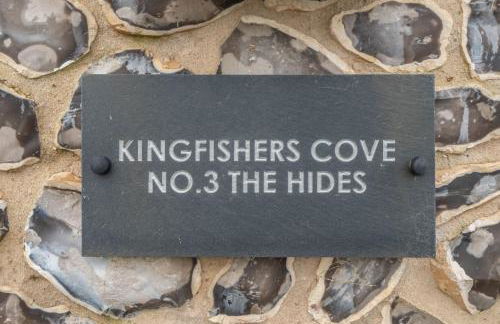 KINGFISHERS COVE
NO.3 THE HIDES